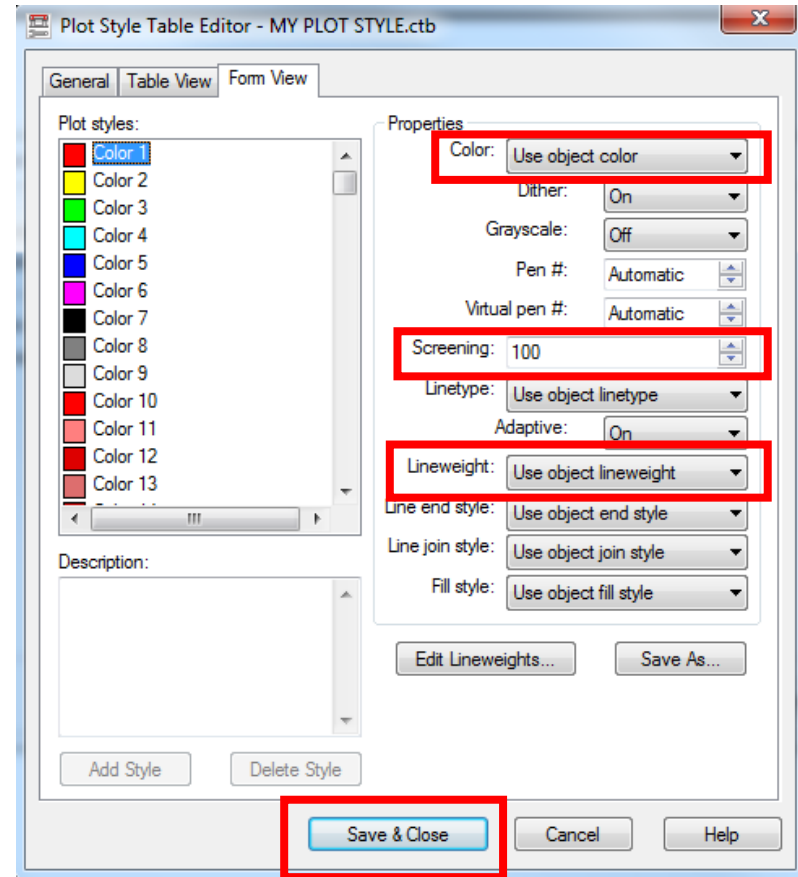 Plot Style Table Editor - MY PLOT STYLE.ctb
General Table View Form View
Plot styles:
Color 1
Color 2
Color 3
Color 4
Color 5
Color 6
Color 7
Color 8
Color 9
Color 10
Color 11
Color 12
Color 13
Description:
Add Style Delete Style
Properties
Color: Use object color
Dither: On
Grayscale: Off
Pen #: Automatic
Virtual pen #: Automatic
Screening: 100
Linetype: Use object linetype
Adaptive: On
Lineweight: Use object lineweight
Line end style: Use object end style
Line join style: Use object join style
Fill style: Use object fill style
Edit Lineweights... Save As...
Save & Close Cancel Help